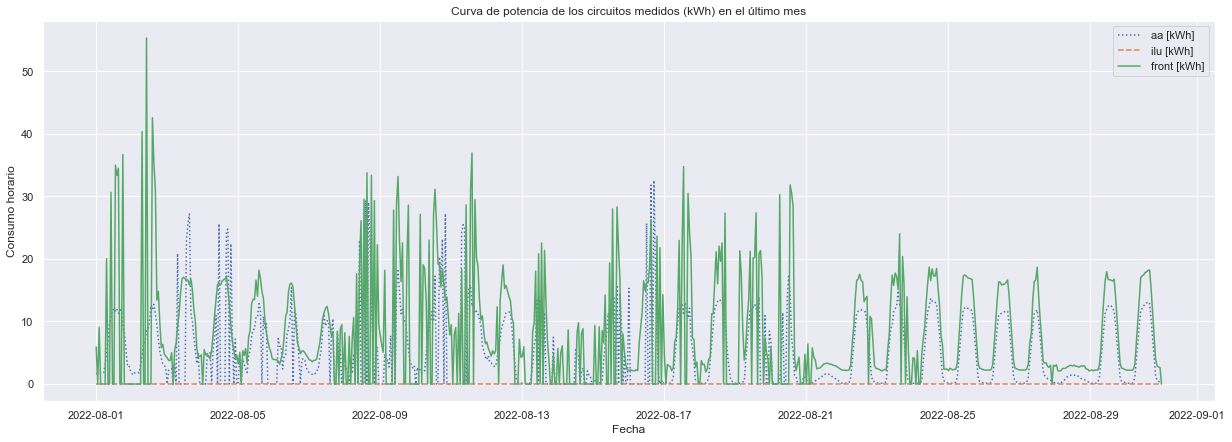 Curva de potencia de los circuitos medidos (kWh) en el último mes
aa [kWh]
ilu [kWh]
front [kWh]
Consumo horario
50
40
30
20
10
0
2022-08-01 2022-08-05 2022-08-09 2022-08-13 2022-08-17 2022-08-21 2022-08-25 2022-08-29 2022-09-01
Fecha